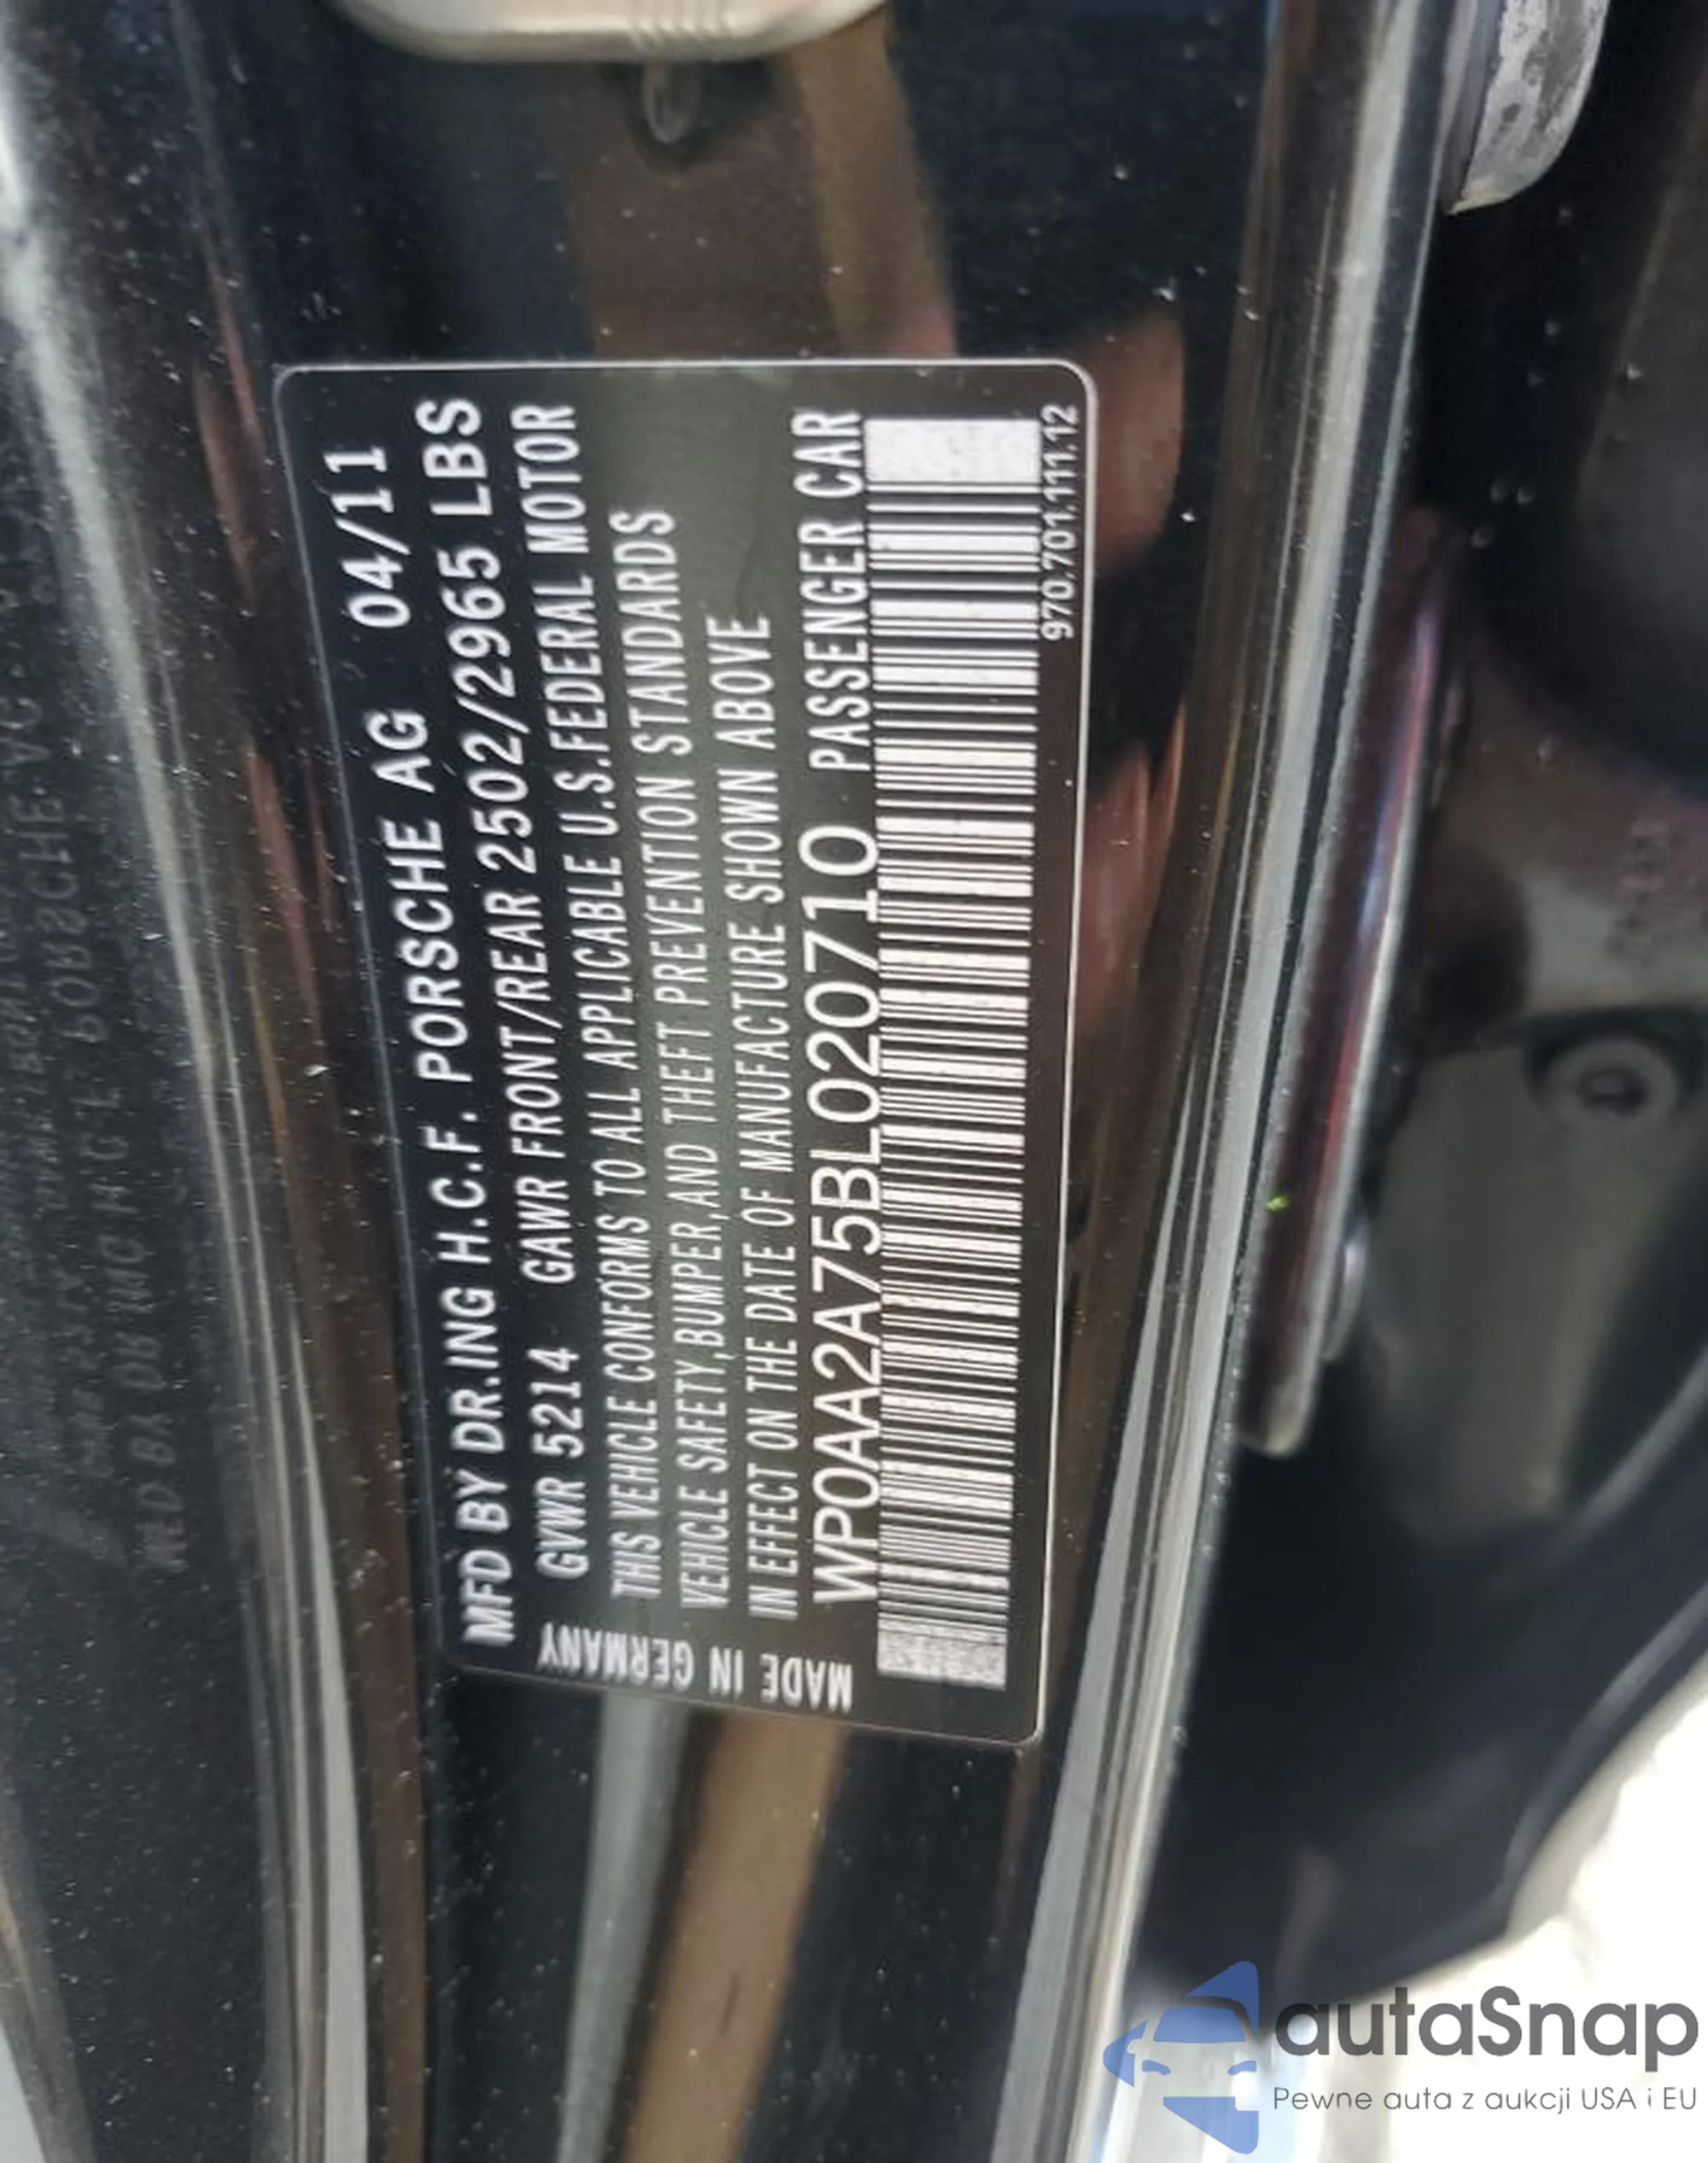 MFD BY DR.ING H.C.F. PORSCHE AG 04/11
GVWR 5214 GAWR FRONT/REAR 2502/2965 LBS
THIS VEHICLE CONFORMS TO ALL APPLICABLE U.S.FEDERAL MOTOR
VEHICLE SAFETY,BUMPER,AND THEFT PREVENTION STANDARDS
IN EFFECT ON THE DATE OF MANUFACTURE SHOWN ABOVE
WP0AA2A75BL020710 PASSENGER CAR
MADE IN GERMANY
970.701.111.12
autaSnap
Pewne auta z aukcji USA i EU